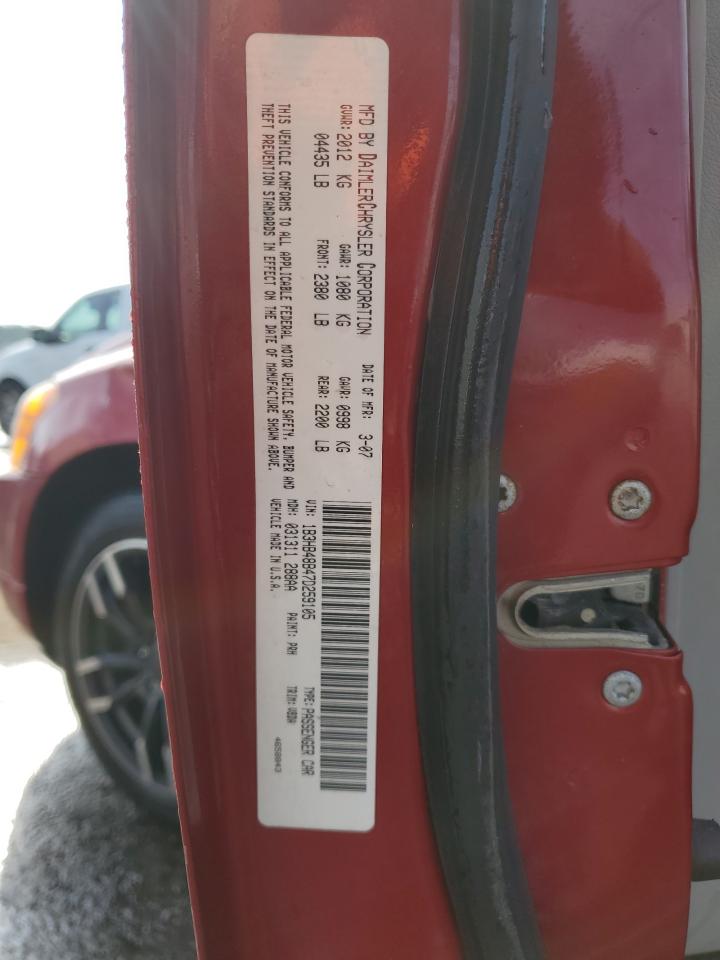 MFD BY DAIMLERCHRYSLER CORPORATION DATE OF MFR: 3-07
GVWR: 2012 KG GAWR: 1080 KG GAWR: 0998 KG
04435 LB FRONT: 2380 LB REAR: 2200 LB
THIS VEHICLE CONFORMS TO ALL APPLICABLE FEDERAL MOTOR VEHICLE SAFETY, BUMPER AND
THEFT PREVENTION STANDARDS IN EFFECT ON THE DATE OF MANUFACTURE SHOWN ABOVE.
VIN: 1B3HB48B47D259105 TYPE: PASSENGER CAR
MDH: 031311 288AA PAINT: PRH TRIM: VBDA
VEHICLE MADE IN U.S.A. 4658043